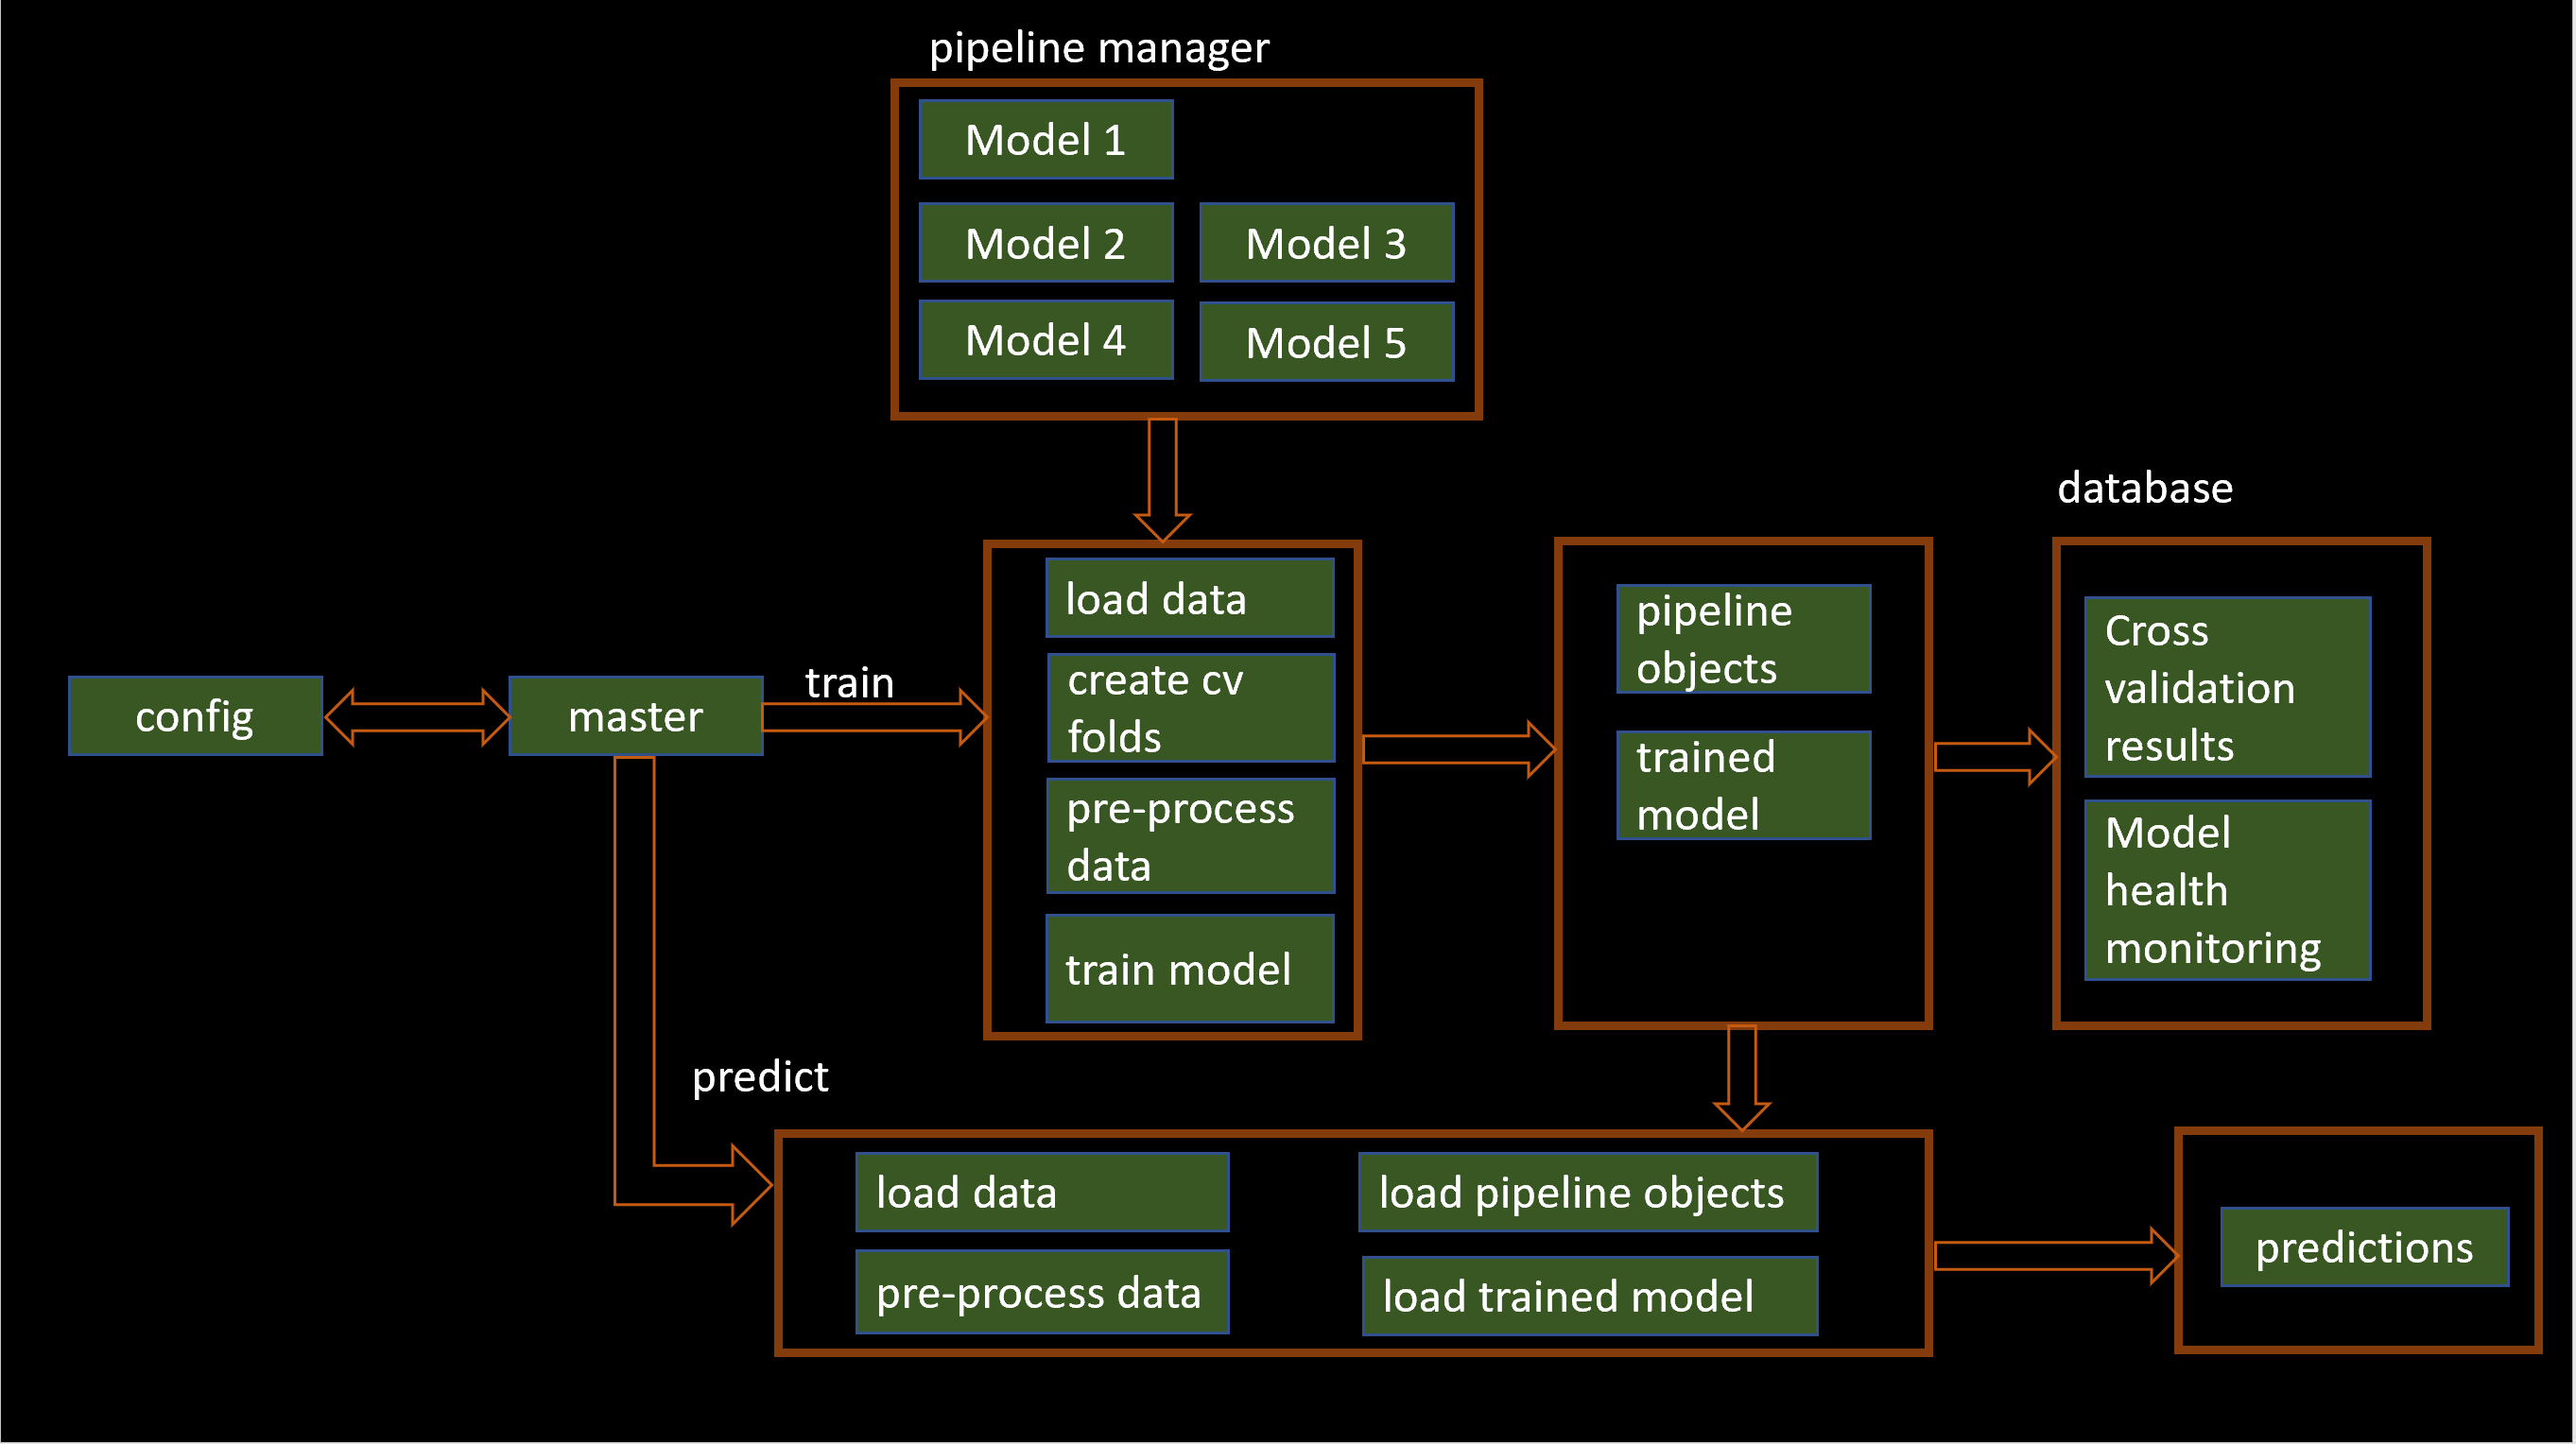 pipeline manager
Model 1
Model 2
Model 3
Model 4
Model 5
config
master
train
load data
create cv
folds
pre-process
data
train model
pipeline
objects
trained
model
database
Cross
validation
results
Model
health
monitoring
predict
load data
load pipeline objects
pre-process data
load trained model
predictions